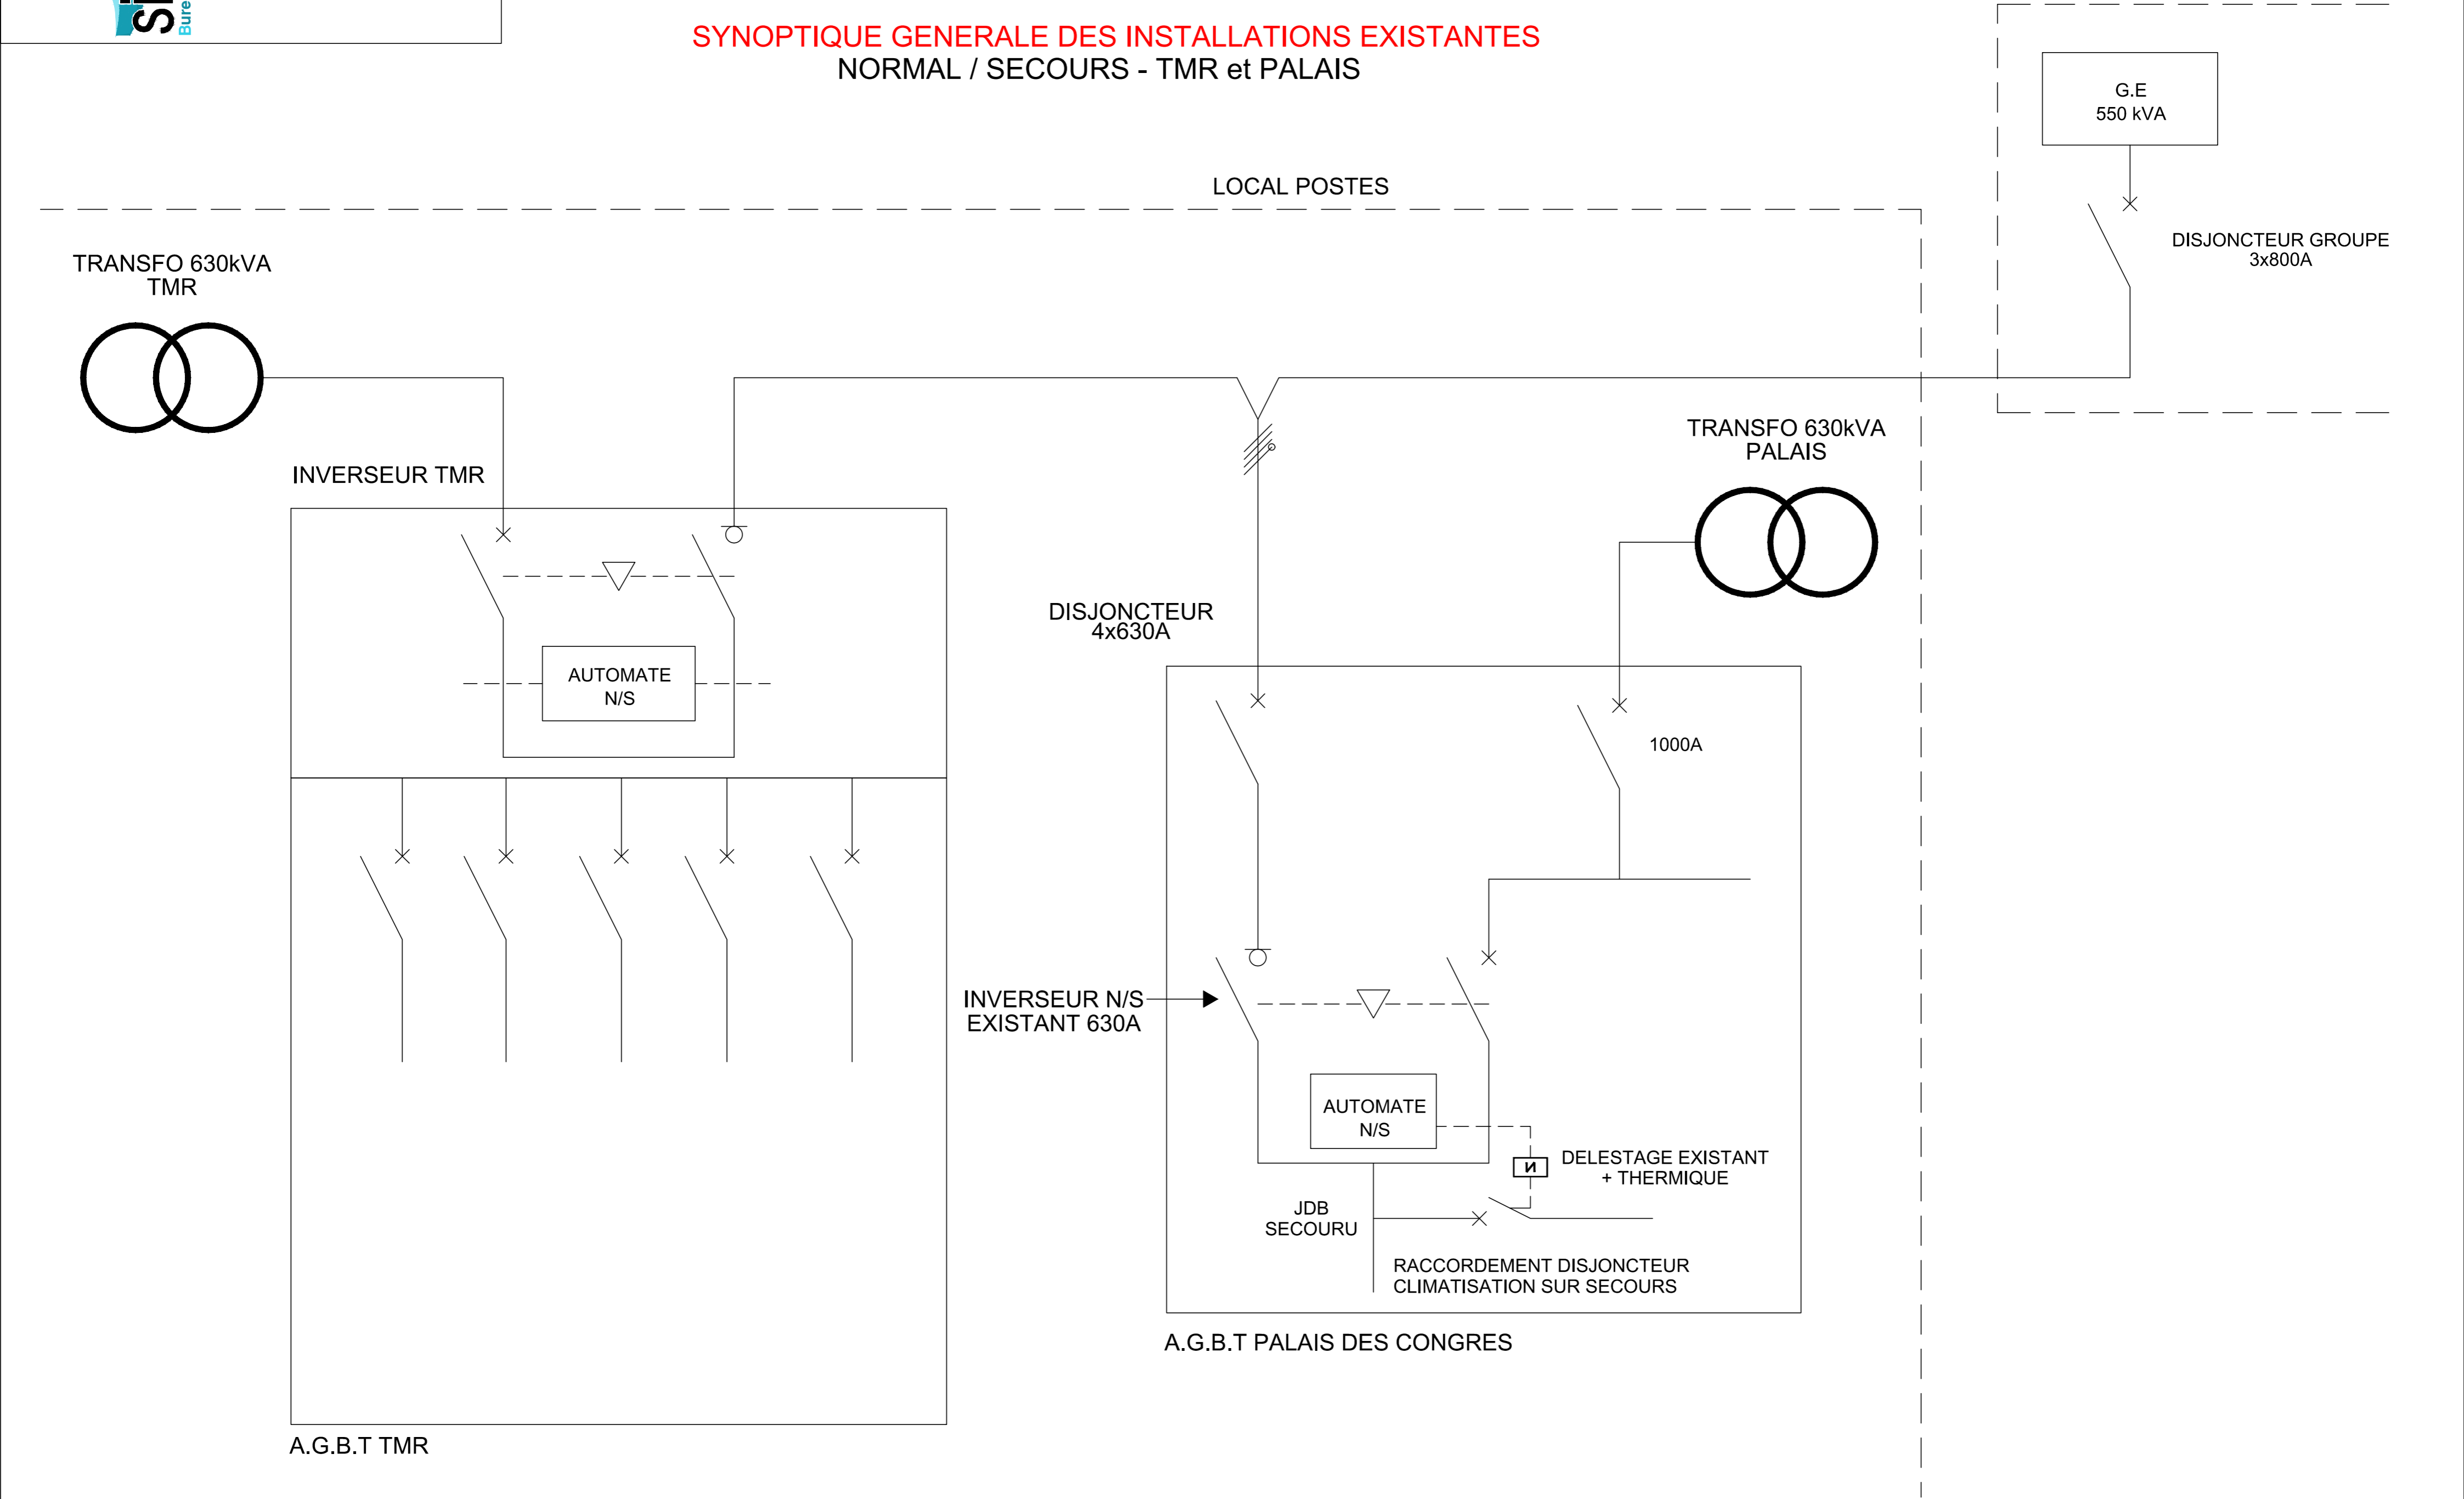 SYNOPTIQUE GENERALE DES INSTALLATIONS EXISTANTES
NORMAL / SECOURS - TMR et PALAIS
G.E
550 kVA
LOCAL POSTES
DISJONCTEUR GROUPE
3x800A
TRANSFO 630kVA
TMR
TRANSFO 630kVA
PALAIS
INVERSEUR TMR
DISJONCTEUR
4x630A
AUTOMATE
N/S
1000A
INVERSEUR N/S
EXISTANT 630A
AUTOMATE
N/S
DELESTAGE EXISTANT
+ THERMIQUE
JDB
SECOURU
RACCORDEMENT DISJONCTEUR
CLIMATISATION SUR SECOURS
A.G.B.T PALAIS DES CONGRES
A.G.B.T TMR